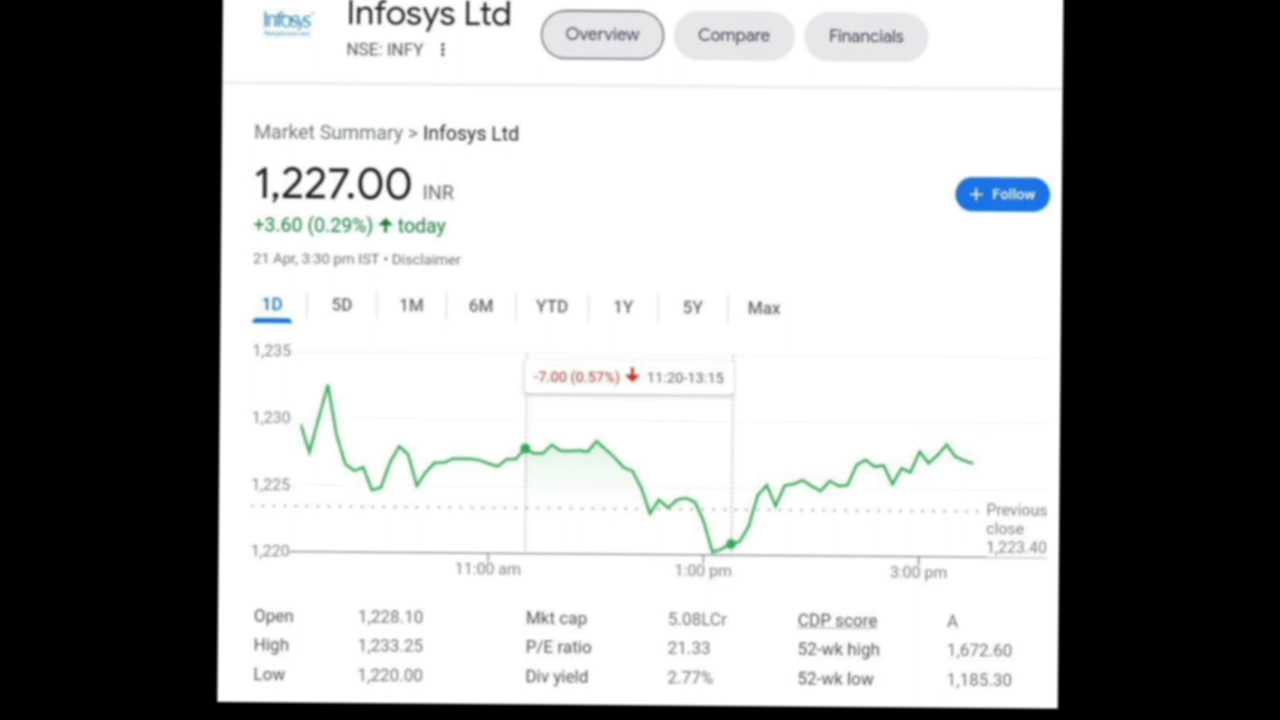 Infosys
Infosys Ltd
NSE: INFY
Overview
Compare
Financials
Market Summary > Infosys Ltd
1,227.00 INR
+ Follow
+3.60 (0.29%) ↑ today
21 Apr, 3:30 pm IST • Disclaimer
1D 5D 1M 6M YTD 1Y 5Y Max
1,235
-7.00 (0.57%) ↓ 11:20-13:15
1,230
1,225
Previous
close
1,223.40
1,220
11:00 am 1:00 pm 3:00 pm
Open 1,228.10 Mkt cap 5.08LCr CDP score A
High 1,233.25 P/E ratio 21.33 52-wk high 1,672.60
Low 1,220.00 Div yield 2.77% 52-wk low 1,185.30